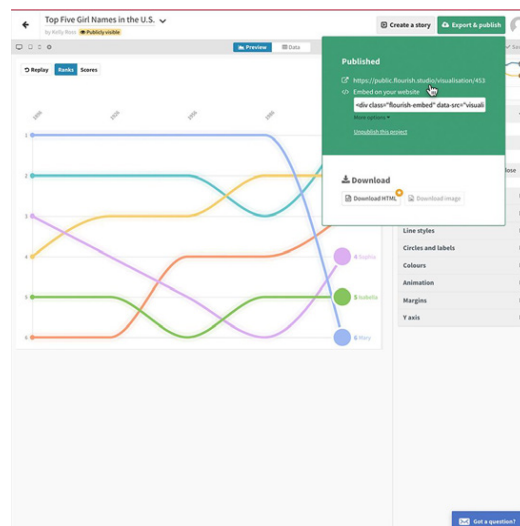 Top Five Girl Names in the U.S.
by Kelly Ross Publicly visible
Create a story
Export & publish
Preview
Data
Replay
Ranks
Scores
1
2
3
4
5
6
4 Sophia
5 Isabella
6 Mary
Published
https://public.flourish.studio/visualisation/453
Embed on your website
<div class="flourish-embed" data-src="visuali
More options
Unpublish this project
Download
Download HTML
Download image
Line styles
Circles and labels
Colours
Animation
Margins
Y axis
Got a question?